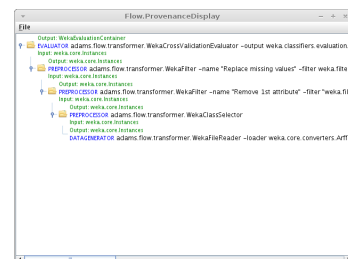 Flow.ProvenanceDisplay
File
Output: WekaEvaluationContainer
EVALUATOR adams.flow.transformer.WekaCrossValidationEvaluator -output weka.classifiers.evaluation.
Input: weka.core.Instances
Output: weka.core.Instances
PREPROCESSOR adams.flow.transformer.WekaFilter -name "Replace missing values" -filter weka.filte
Input: weka.core.Instances
Output: weka.core.Instances
PREPROCESSOR adams.flow.transformer.WekaFilter -name "Remove 1st attribute" -filter "weka.fil
Input: weka.core.Instances
Output: weka.core.Instances
PREPROCESSOR adams.flow.transformer.WekaClassSelector
Input: weka.core.Instances
Output: weka.core.Instances
DATAGENERATOR adams.flow.transformer.WekaFileReader -loader weka.core.converters.Arff